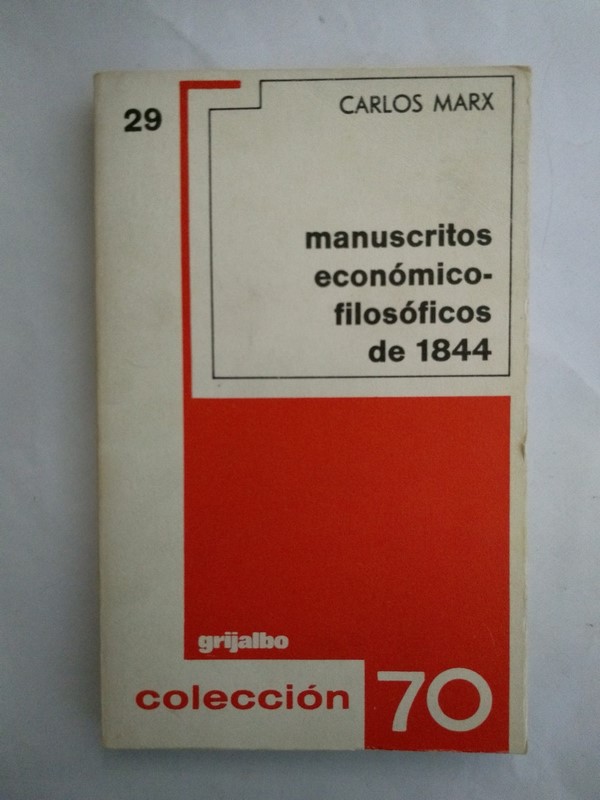 29
CARLOS MARX
manuscritos
económico-
filosóficos
de 1844
grijalbo
colección 70